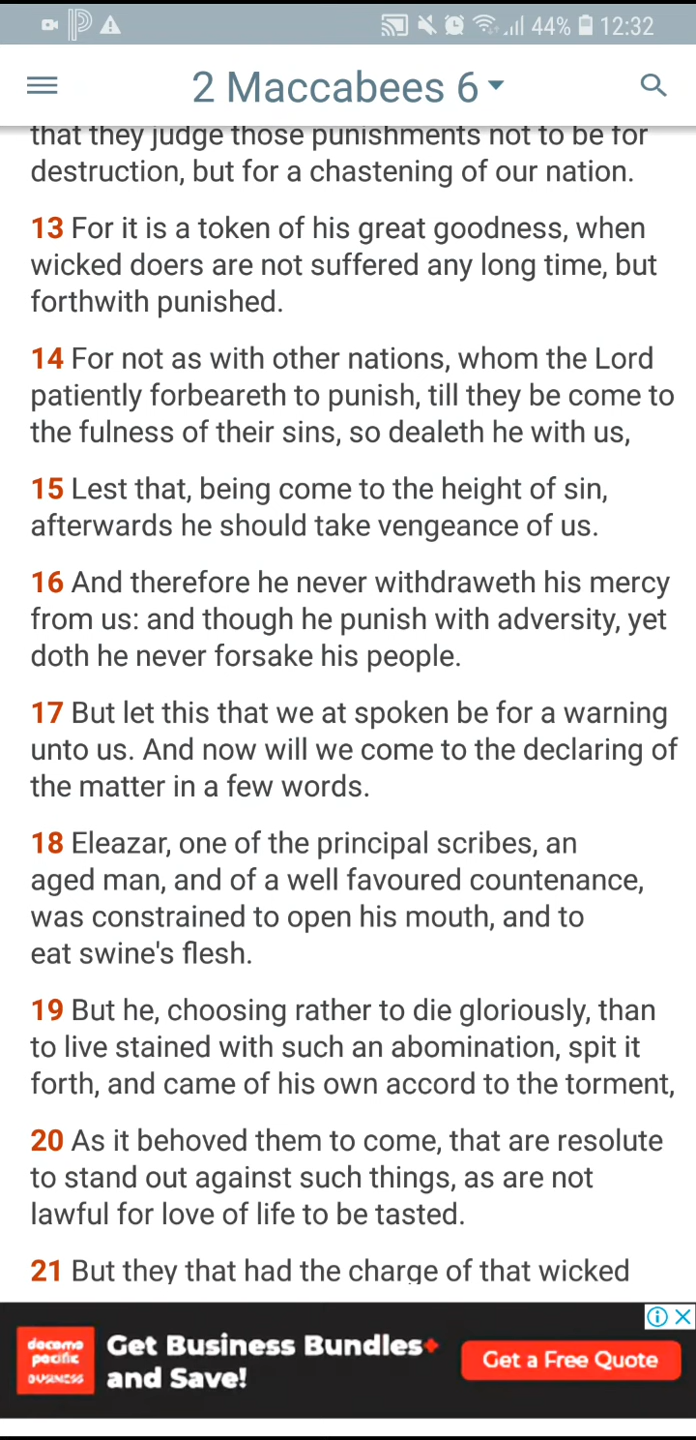 44% 12:32
2 Maccabees 6
that they judge those punishments not to be for
destruction, but for a chastening of our nation.
13 For it is a token of his great goodness, when
wicked doers are not suffered any long time, but
forthwith punished.
14 For not as with other nations, whom the Lord
patiently forbeareth to punish, till they be come to
the fulness of their sins, so dealeth he with us,
15 Lest that, being come to the height of sin,
afterwards he should take vengeance of us.
16 And therefore he never withdraweth his mercy
from us: and though he punish with adversity, yet
doth he never forsake his people.
17 But let this that we at spoken be for a warning
unto us. And now will we come to the declaring of
the matter in a few words.
18 Eleazar, one of the principal scribes, an
aged man, and of a well favoured countenance,
was constrained to open his mouth, and to
eat swine's flesh.
19 But he, choosing rather to die gloriously, than
to live stained with such an abomination, spit it
forth, and came of his own accord to the torment,
20 As it behoved them to come, that are resolute
to stand out against such things, as are not
lawful for love of life to be tasted.
21 But they that had the charge of that wicked
docomo
pacific
BUSINESS
Get Business Bundles+
and Save!
Get a Free Quote